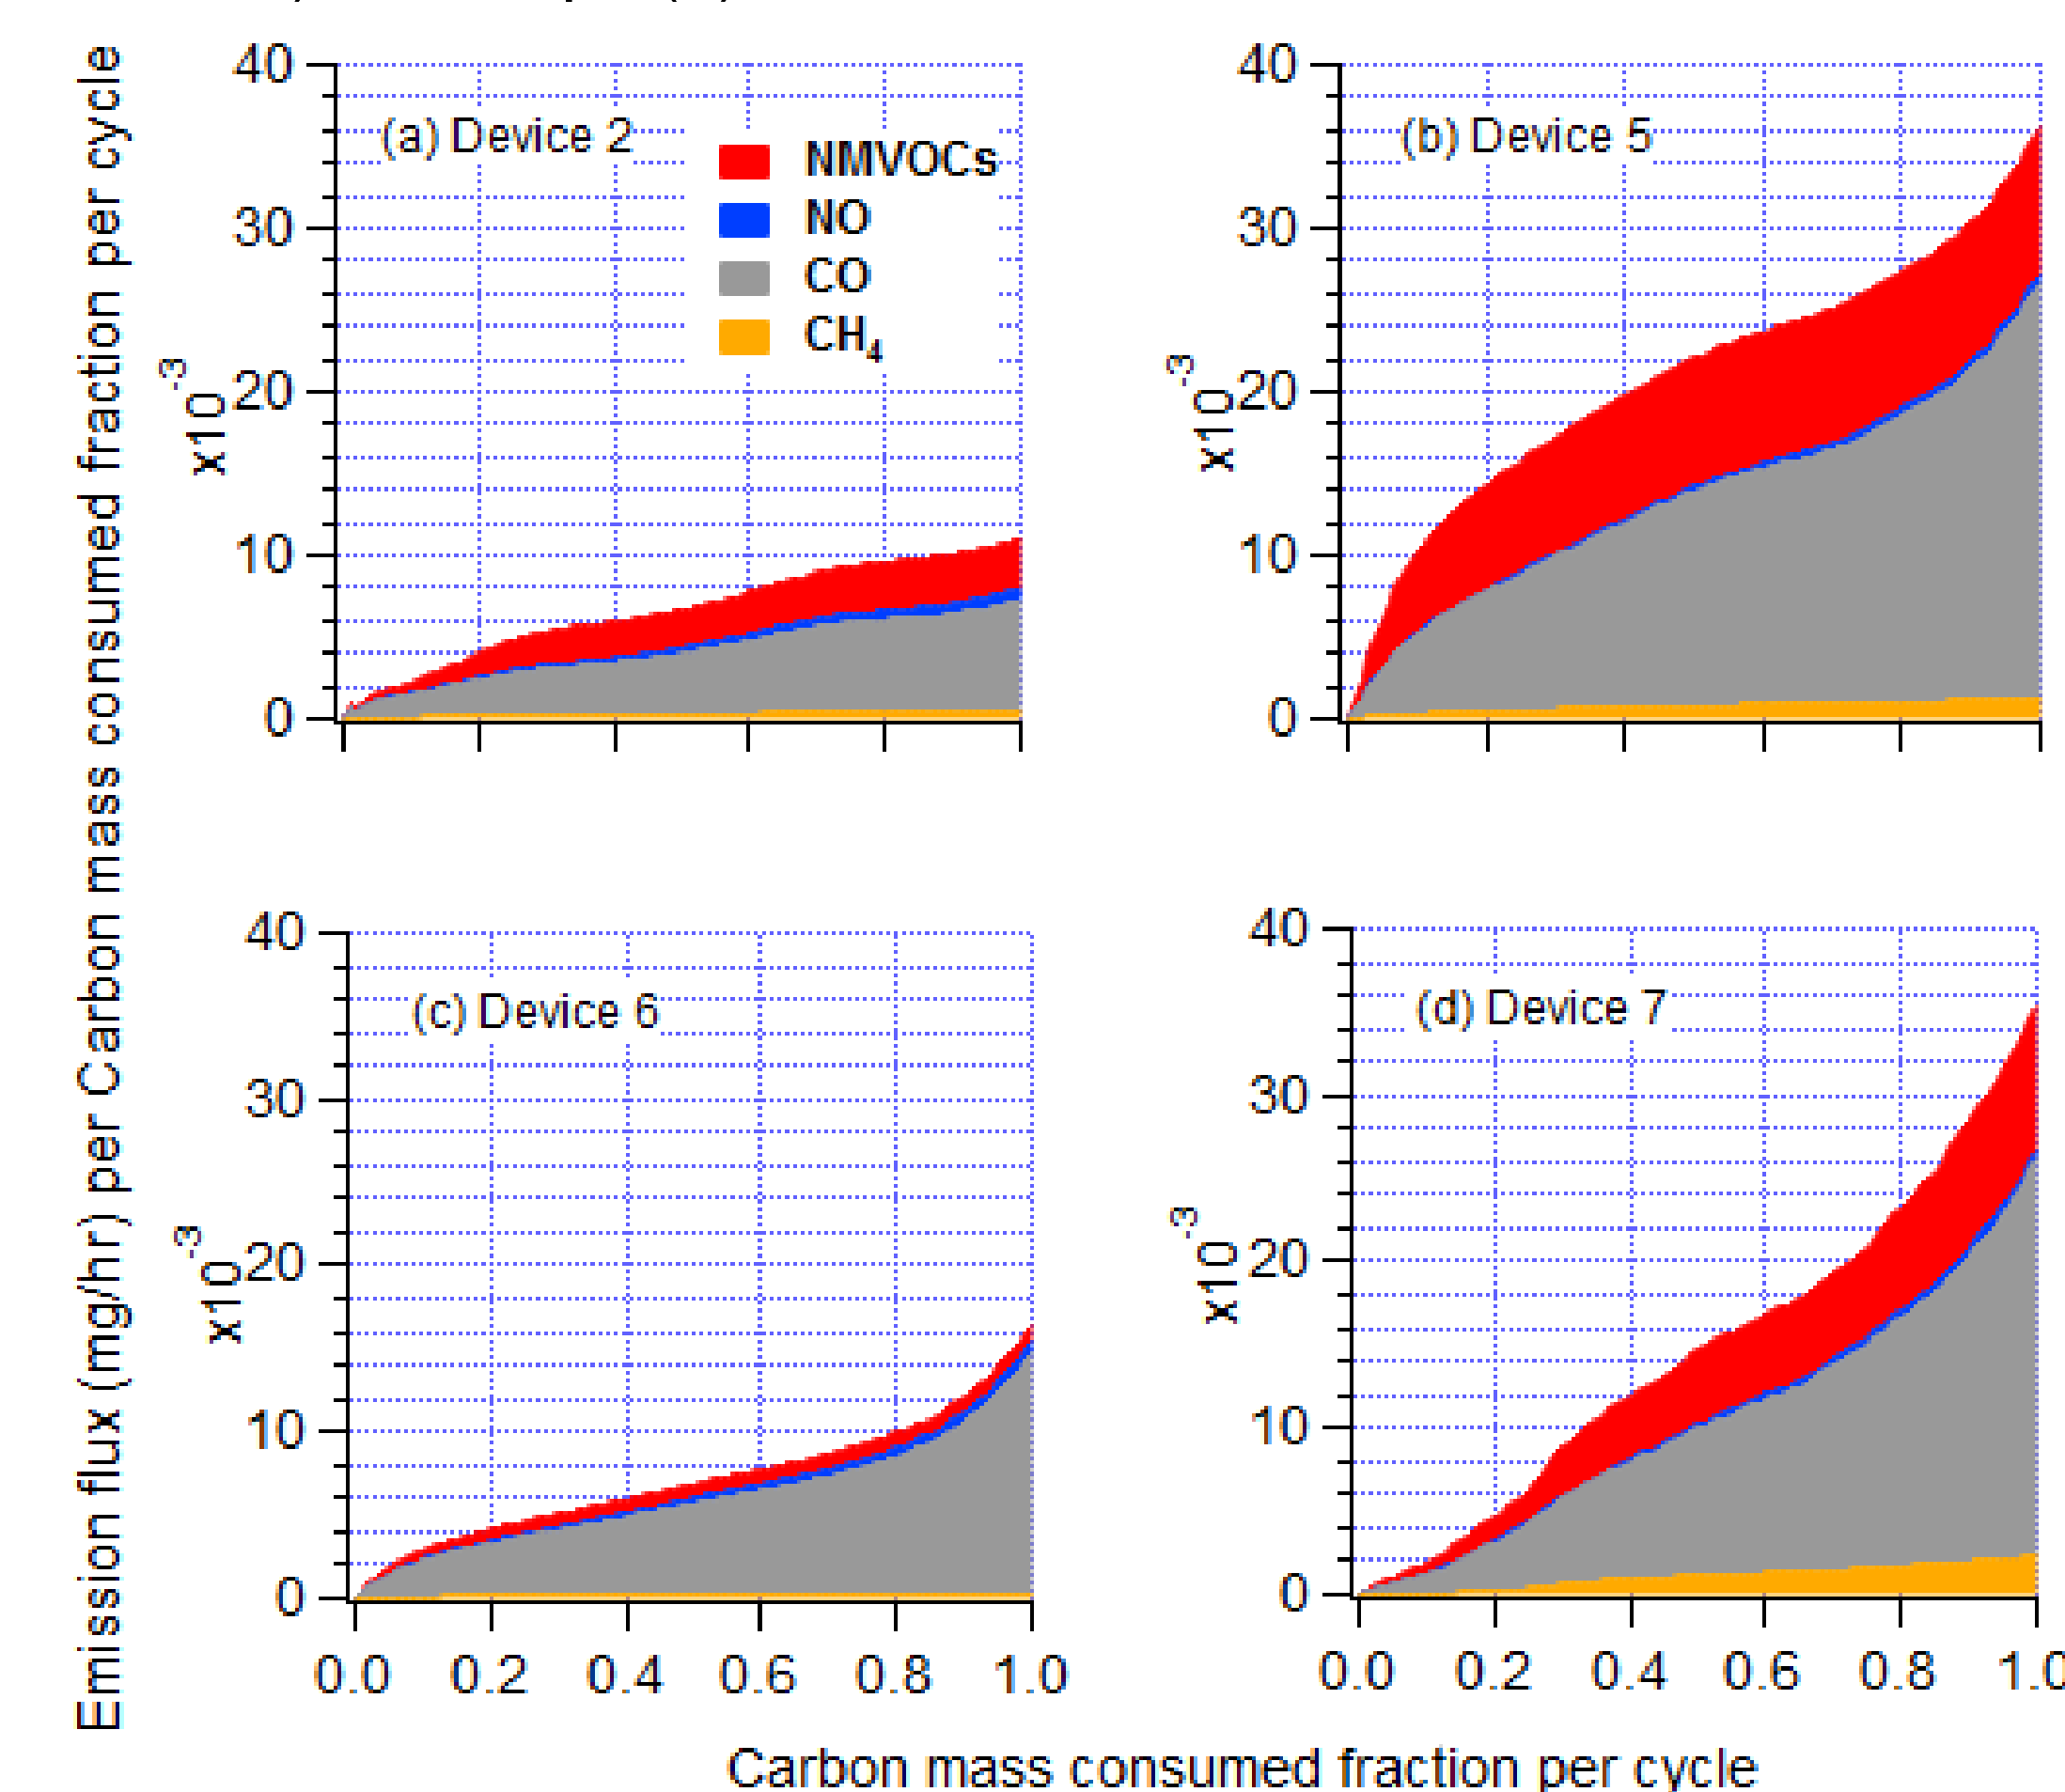 Emission flux (mg/hr) per Carbon mass consumed fraction per cycle
40
30
20
10
0
x10-3
(a) Device 2
NMVOCs
NO
CO
CH4
40
30
20
10
0
x10-3
(b) Device 5
40
30
20
10
0
x10-3
(c) Device 6
0.0 0.2 0.4 0.6 0.8 1.0
40
30
20
10
0
x10-3
(d) Device 7
0.0 0.2 0.4 0.6 0.8 1.0
Carbon mass consumed fraction per cycle